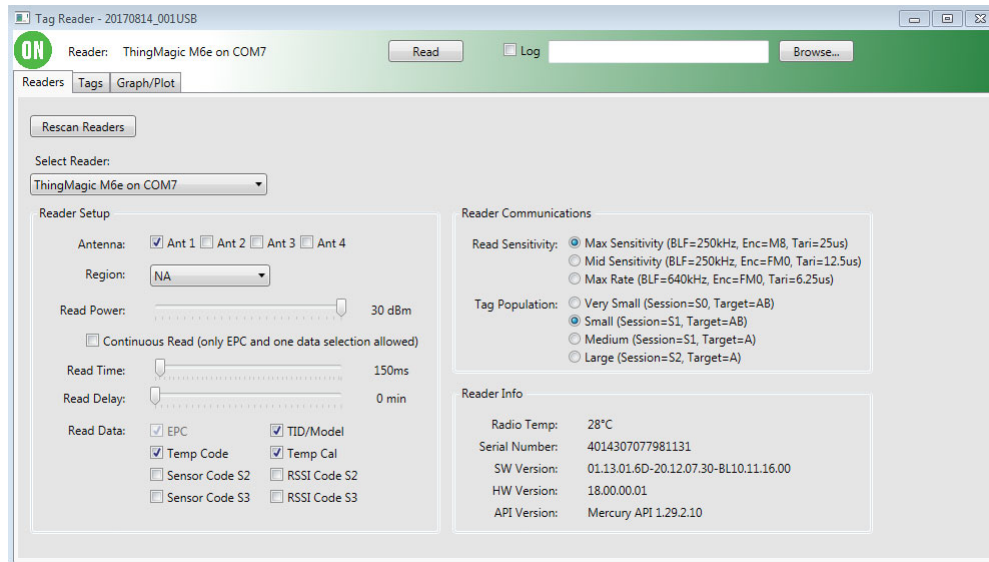 Tag Reader - 20170814_001USB
ON Reader: ThingMagic M6e on COM7 Read Log Browse...
Readers Tags Graph/Plot
Rescan Readers
Select Reader:
ThingMagic M6e on COM7
Reader Setup
Antenna: Ant 1 Ant 2 Ant 3 Ant 4
Region: NA
Read Power: 30 dBm
Continuous Read (only EPC and one data selection allowed)
Read Time: 150ms
Read Delay: 0 min
Read Data: EPC TID/Model
Temp Code Temp Cal
Sensor Code S2 RSSI Code S2
Sensor Code S3 RSSI Code S3
Reader Communications
Read Sensitivity: Max Sensitivity (BLF=250kHz, Enc=M8, Tari=25us)
Mid Sensitivity (BLF=250kHz, Enc=FM0, Tari=12.5us)
Max Rate (BLF=640kHz, Enc=FM0, Tari=6.25us)
Tag Population: Very Small (Session=S0, Target=AB)
Small (Session=S1, Target=AB)
Medium (Session=S1, Target=A)
Large (Session=S2, Target=A)
Reader Info
Radio Temp: 28°C
Serial Number: 4014307077981131
SW Version: 01.13.01.6D-20.12.07.30-BL10.11.16.00
HW Version: 18.00.00.01
API Version: Mercury API 1.29.2.10